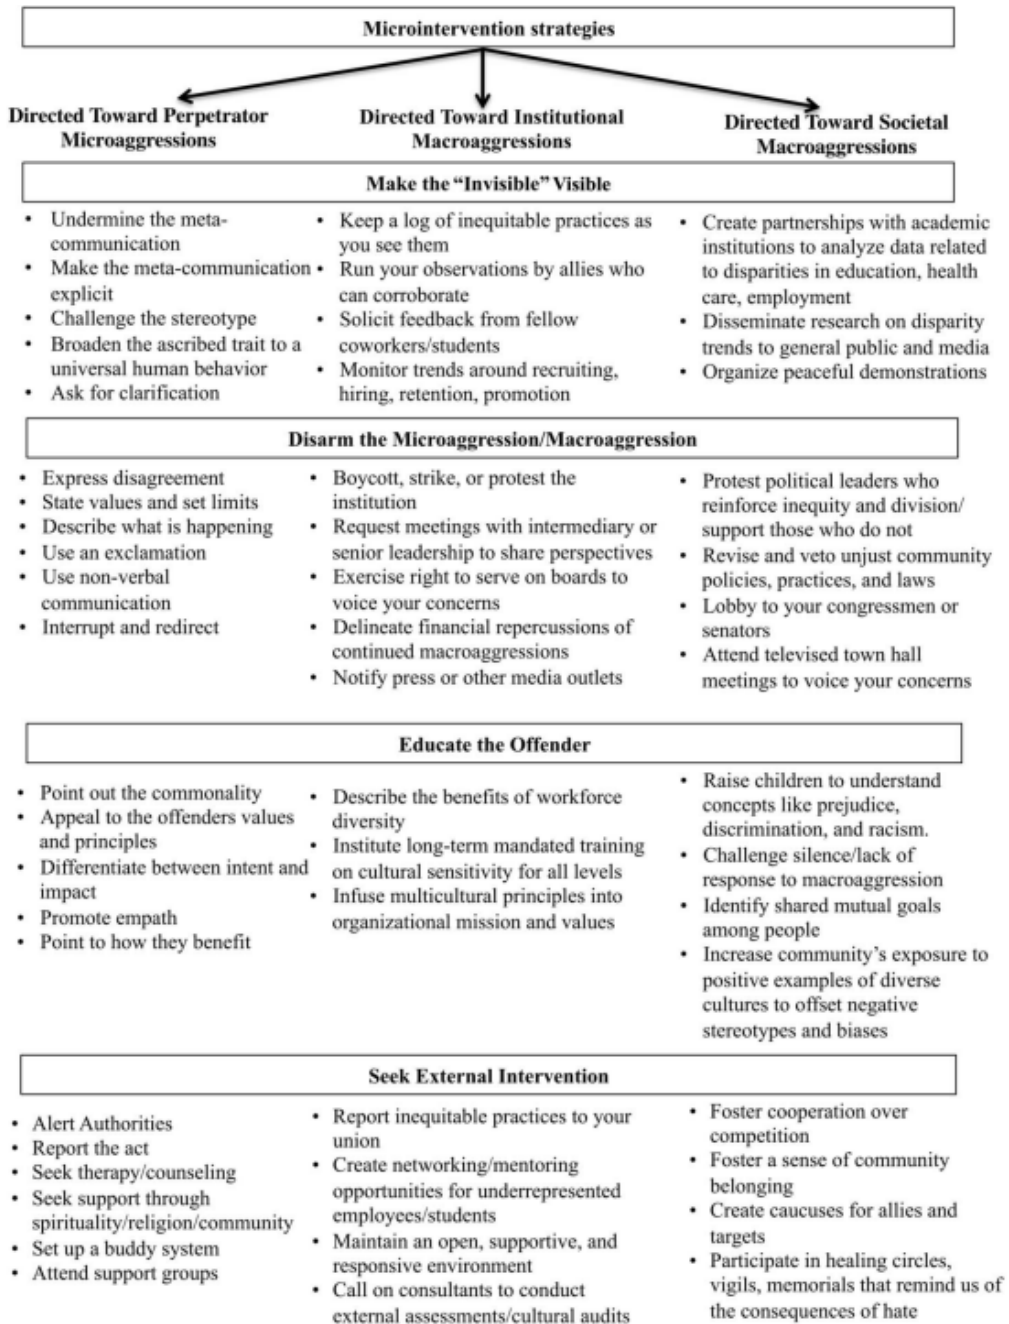 Microintervention strategies
Directed Toward Perpetrator
Microaggressions
Directed Toward Institutional
Macroaggressions
Directed Toward Societal
Macroaggressions
Make the “Invisible” Visible
• Undermine the meta-
communication
• Make the meta-communication
explicit
• Challenge the stereotype
• Broaden the ascribed trait to a
universal human behavior
• Ask for clarification
• Keep a log of inequitable practices as
you see them
• Run your observations by allies who
can corroborate
• Solicit feedback from fellow
coworkers/students
• Monitor trends around recruiting,
hiring, retention, promotion
• Create partnerships with academic
institutions to analyze data related
to disparities in education, health
care, employment
• Disseminate research on disparity
trends to general public and media
• Organize peaceful demonstrations
Disarm the Microaggression/Macroaggression
• Express disagreement
• State values and set limits
• Describe what is happening
• Use an exclamation
• Use non-verbal
communication
• Interrupt and redirect
• Boycott, strike, or protest the
institution
• Request meetings with intermediary or
senior leadership to share perspectives
• Exercise right to serve on boards to
voice your concerns
• Delineate financial repercussions of
continued macroaggressions
• Notify press or other media outlets
• Protest political leaders who
reinforce inequity and division/
support those who do not
• Revise and veto unjust community
policies, practices, and laws
• Lobby to your congressmen or
senators
• Attend televised town hall
meetings to voice your concerns
Educate the Offender
• Point out the commonality
• Appeal to the offenders values
and principles
• Differentiate between intent and
impact
• Promote empath
• Point to how they benefit
• Describe the benefits of workforce
diversity
• Institute long-term mandated training
on cultural sensitivity for all levels
• Infuse multicultural principles into
organizational mission and values
• Raise children to understand
concepts like prejudice,
discrimination, and racism.
• Challenge silence/lack of
response to macroaggression
• Identify shared mutual goals
among people
• Increase community’s exposure to
positive examples of diverse
cultures to offset negative
stereotypes and biases
Seek External Intervention
• Alert Authorities
• Report the act
• Seek therapy/counseling
• Seek support through
spirituality/religion/community
• Set up a buddy system
• Attend support groups
• Report inequitable practices to your
union
• Create networking/mentoring
opportunities for underrepresented
employees/students
• Maintain an open, supportive, and
responsive environment
• Call on consultants to conduct
external assessments/cultural audits
• Foster cooperation over
competition
• Foster a sense of community
belonging
• Create caucuses for allies and
targets
• Participate in healing circles,
vigils, memorials that remind us of
the consequences of hate